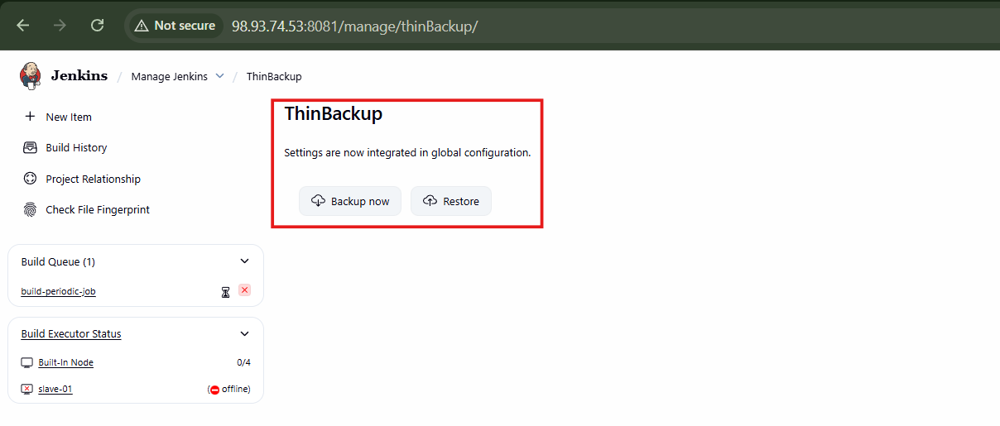 Not secure 98.93.74.53:8081/manage/thinBackup/
Jenkins / Manage Jenkins / ThinBackup
New Item
Build History
Project Relationship
Check File Fingerprint
Build Queue (1)
build-periodic-job
Build Executor Status
Built-In Node 0/4
slave-01 (offline)
ThinBackup
Settings are now integrated in global configuration.
Backup now Restore